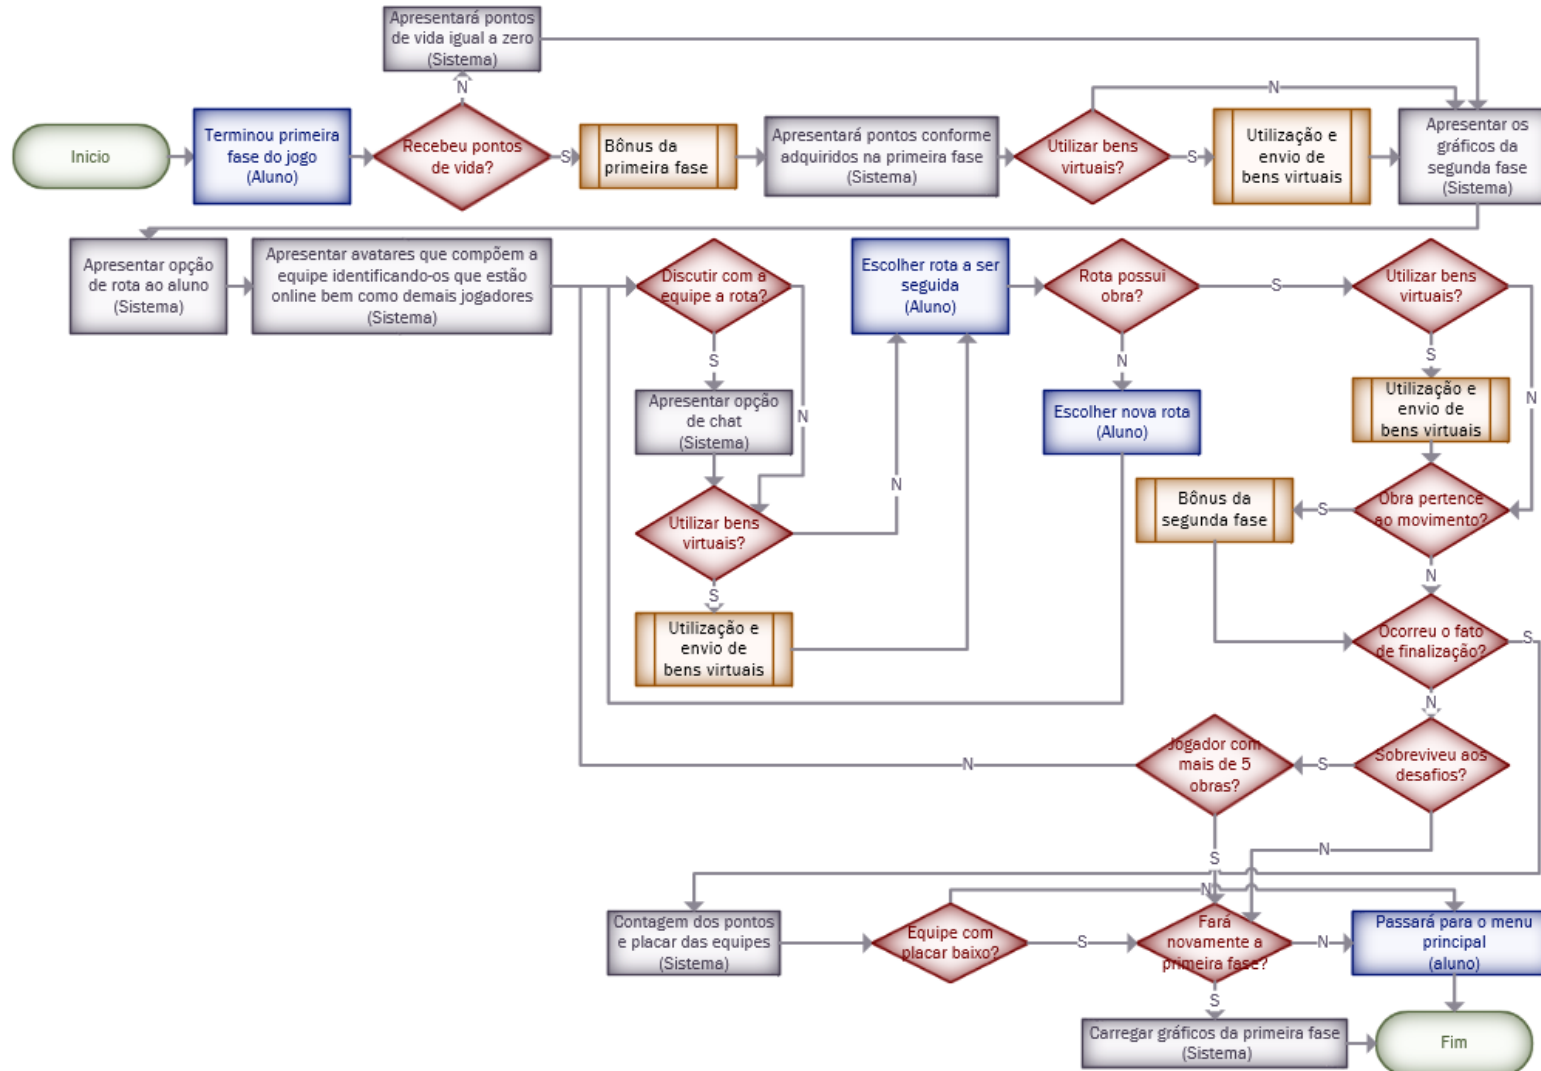 Apresentará pontos
de vida igual a zero
(Sistema)
N
N
Inicio
Terminou primeira
fase do jogo
(Aluno)
Recebeu pontos
de vida?
S
Bônus da
primeira fase
Apresentará pontos conforme
adquiridos na primeira fase
(Sistema)
Utilizar bens
virtuais?
S
Utilização e
envio de
bens virtuais
Apresentar os
gráficos da
segunda fase
(Sistema)
Apresentar opção
de rota ao aluno
(Sistema)
Apresentar avatares que compõem a
equipe identificando-os que estão
online bem como demais jogadores
(Sistema)
Discutir com a
equipe a rota?
Escolher rota a ser
seguida
(Aluno)
Rota possui
obra?
S
Utilizar bens
virtuais?
S
N
S
N
Apresentar opção
de chat
(Sistema)
N
Escolher nova rota
(Aluno)
Utilização e
envio de
bens virtuais
N
Utilizar bens
virtuais?
Bônus da
segunda fase
S
Obra pertence
ao movimento?
N
S
Utilização e
envio de
bens virtuais
Ocorreu o fato
de finalização?
S
N
N
Jogador com
mais de 5
obras?
S
Sobreviveu aos
desafios?
S
N
N
Contagem dos pontos
e placar das equipes
(Sistema)
Equipe com
placar baixo?
S
Fará
novamente a
primeira fase?
N
Passará para o menu
principal
(aluno)
S
Carregar gráficos da primeira fase
(Sistema)
Fim